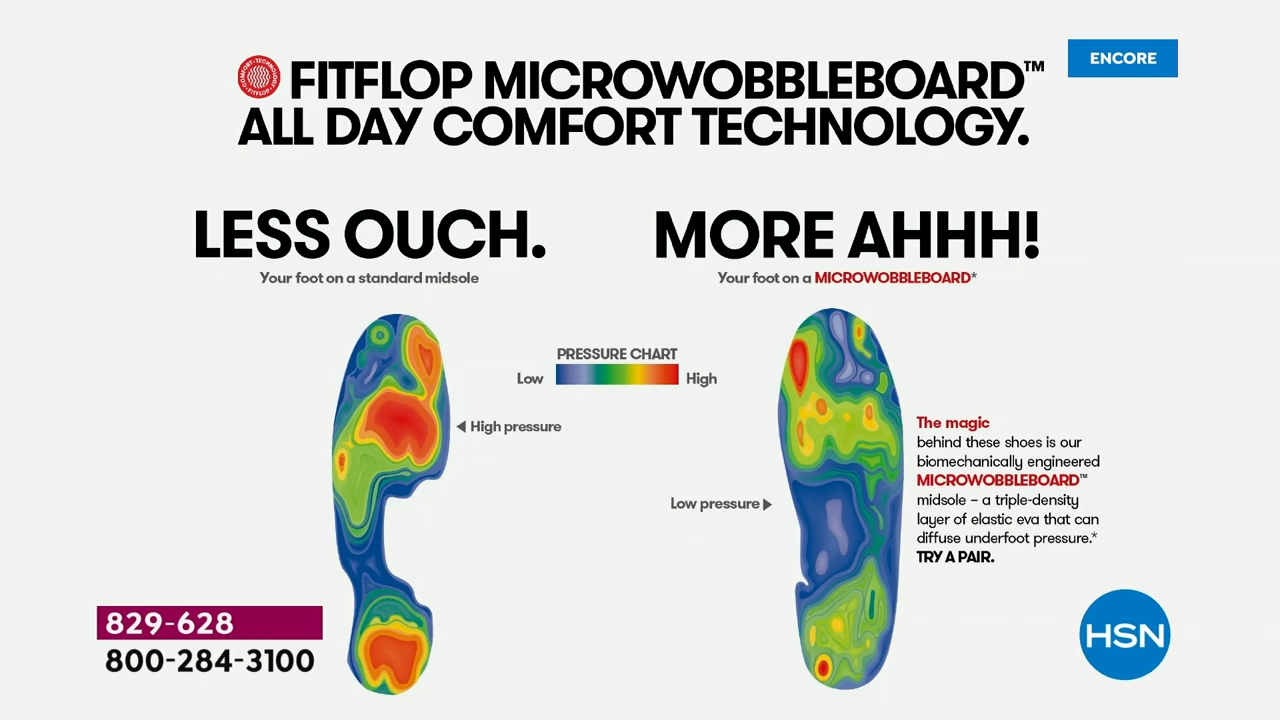 ENCORE
FITFLOP MICROWOBBLEBOARD™
ALL DAY COMFORT TECHNOLOGY.
LESS OUCH.
Your foot on a standard midsole
MORE AHHH!
Your foot on a MICROWOBBLEBOARD*
PRESSURE CHART
Low
High
High pressure
Low pressure
The magic
behind these shoes is our
biomechanically engineered
MICROWOBBLEBOARD™
midsole – a triple-density
layer of elastic eva that can
diffuse underfoot pressure.*
TRY A PAIR.
829-628
800-284-3100
HSN